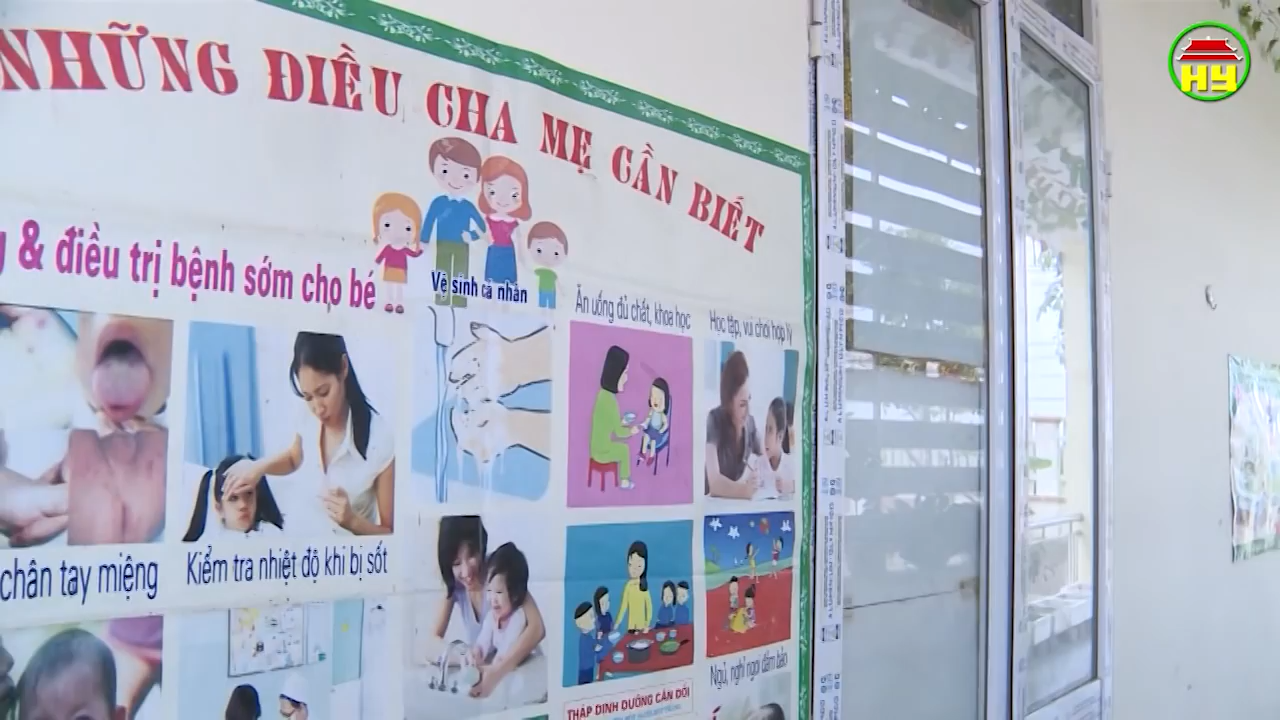 NHỮNG ĐIỀU CHA MẸ CẦN BIẾT
& điều trị bệnh sớm cho bé
Vệ sinh cá nhân
Ăn uống đủ chất, khoa học
Học tập, vui chơi hợp lý
chân tay miệng
Kiểm tra nhiệt độ khi bị sốt
Ngủ, nghỉ ngơi đảm bảo
THÁP DINH DƯỠNG CÂN ĐỐI
HY